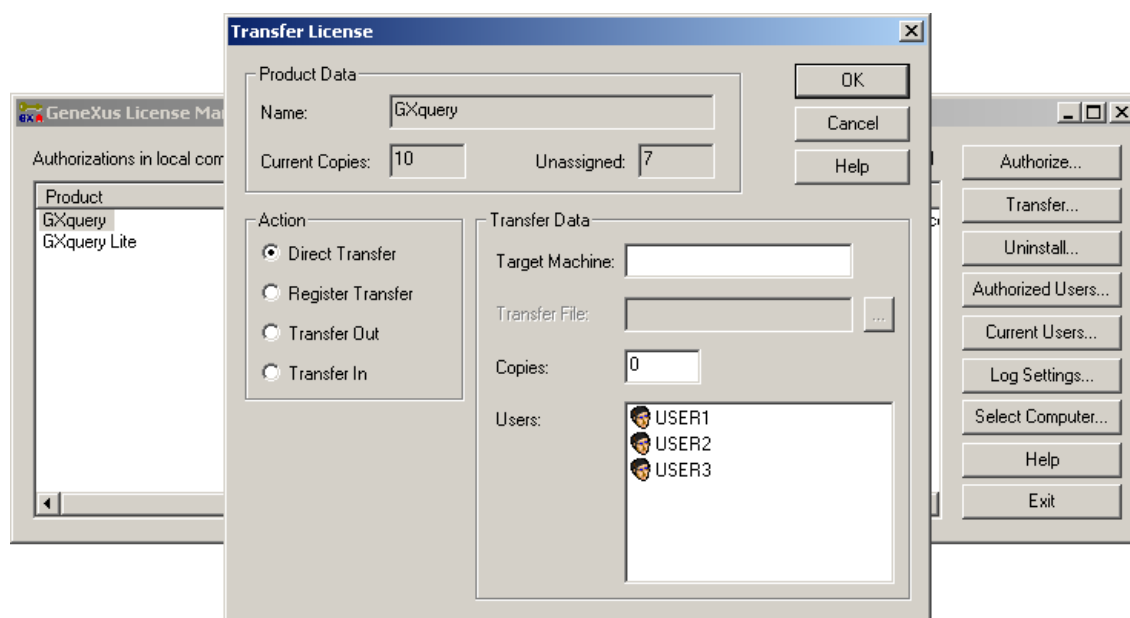 Transfer License
Product Data
Name: GXquery
Current Copies: 10 Unassigned: 7
OK
Cancel
Help
Action
Direct Transfer
Register Transfer
Transfer Out
Transfer In
Transfer Data
Target Machine:
Transfer File: ...
Copies: 0
Users: USER1
USER2
USER3
GeneXus License Mar
Authorizations in local com
Product
GXquery
GXquery Lite
Authorize...
Transfer...
Uninstall...
Authorized Users...
Current Users...
Log Settings...
Select Computer...
Help
Exit